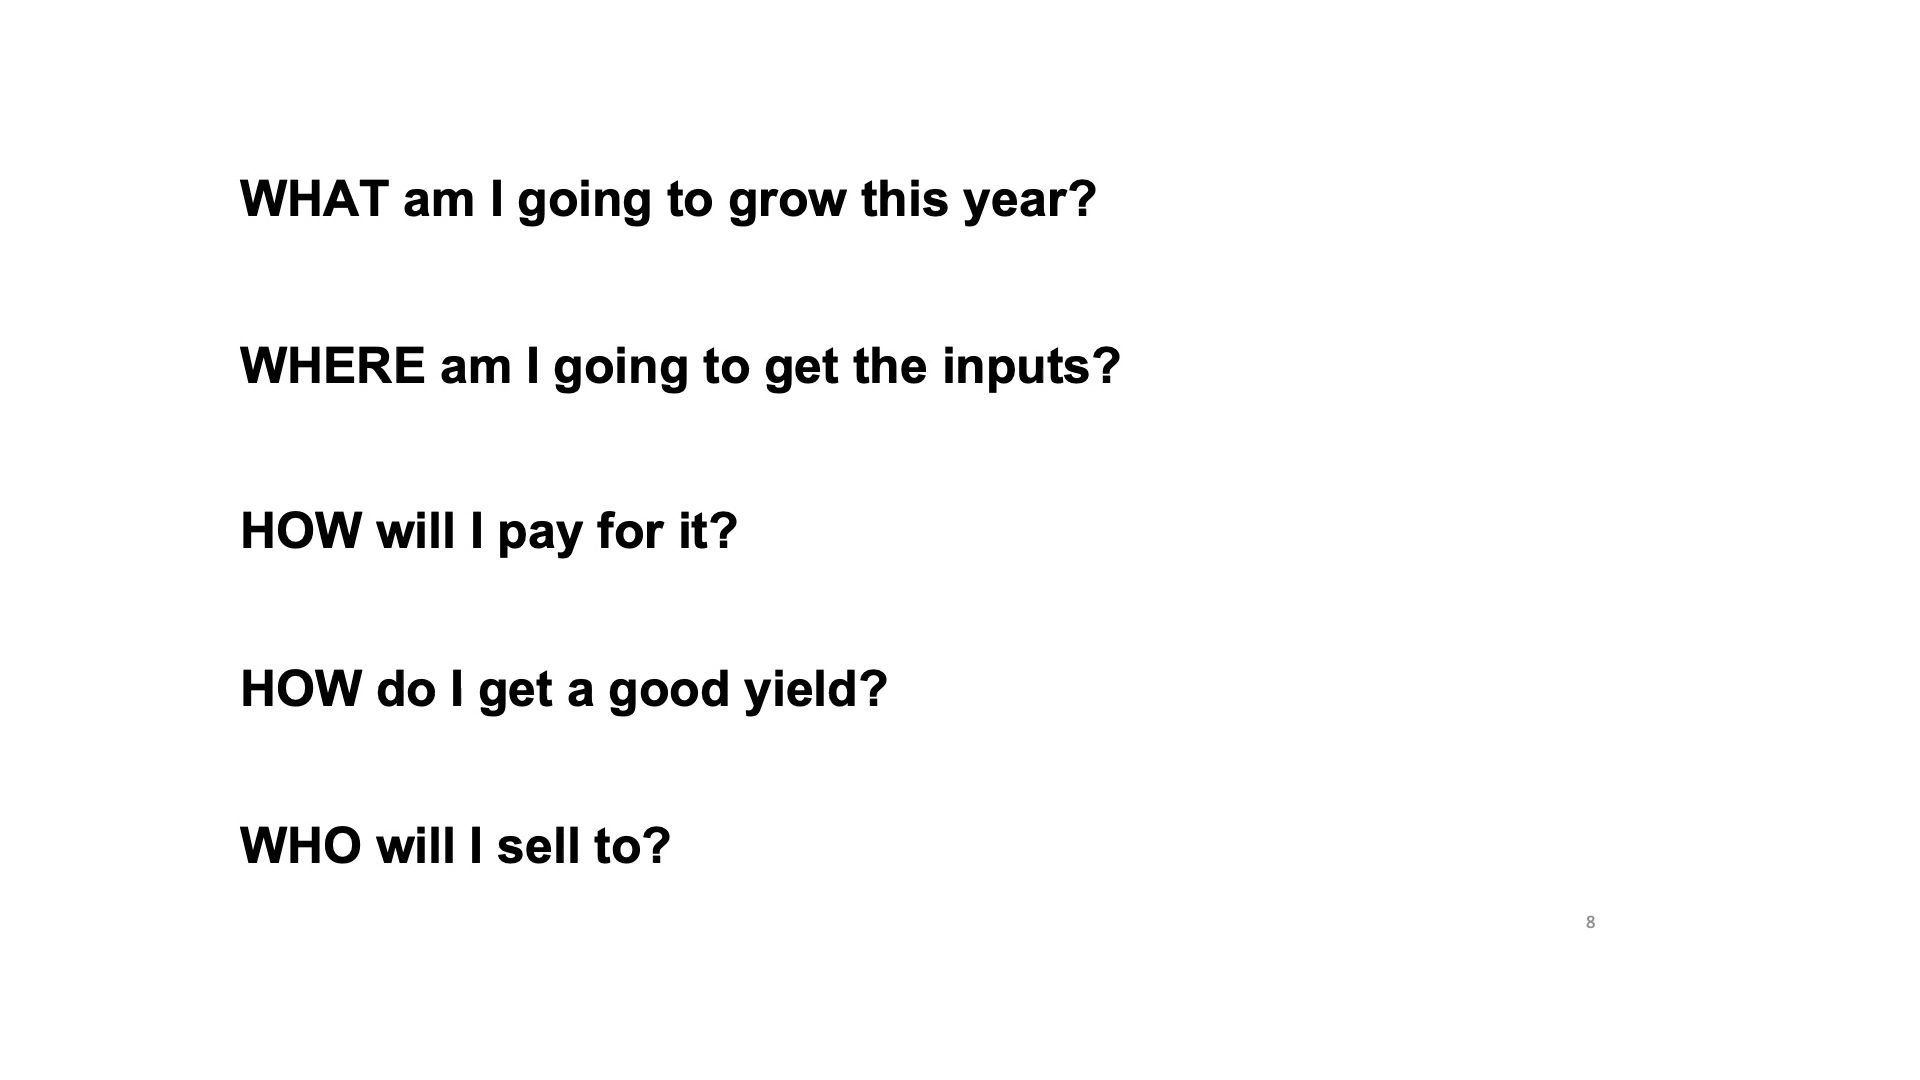 WHAT am I going to grow this year?
WHERE am I going to get the inputs?
HOW will I pay for it?
HOW do I get a good yield?
WHO will I sell to?
8